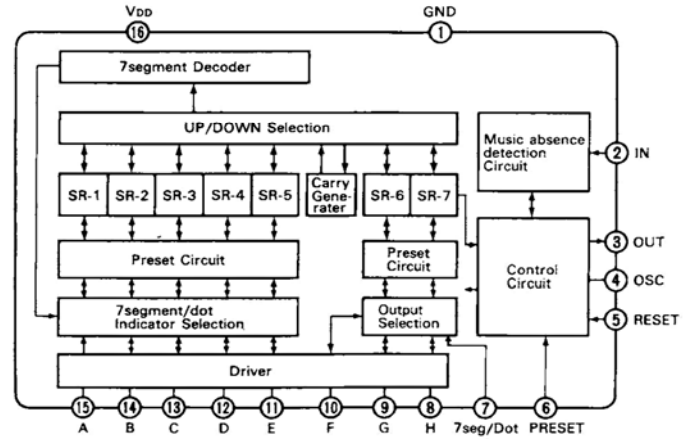 VDD GND
16 1
7segment Decoder
UP/DOWN Selection
Music absence
detection
Circuit
2 IN
SR-1 SR-2 SR-3 SR-4 SR-5 Carry
Gene-
rater SR-6 SR-7
3 OUT
Preset Circuit Preset
Circuit
Control
Circuit
4 OSC
7segment/dot
Indicator Selection
Output
Selection
5 RESET
Driver
15 14 13 12 11 10 9 8 7 6
A B C D E F G H 7seg/Dot PRESET